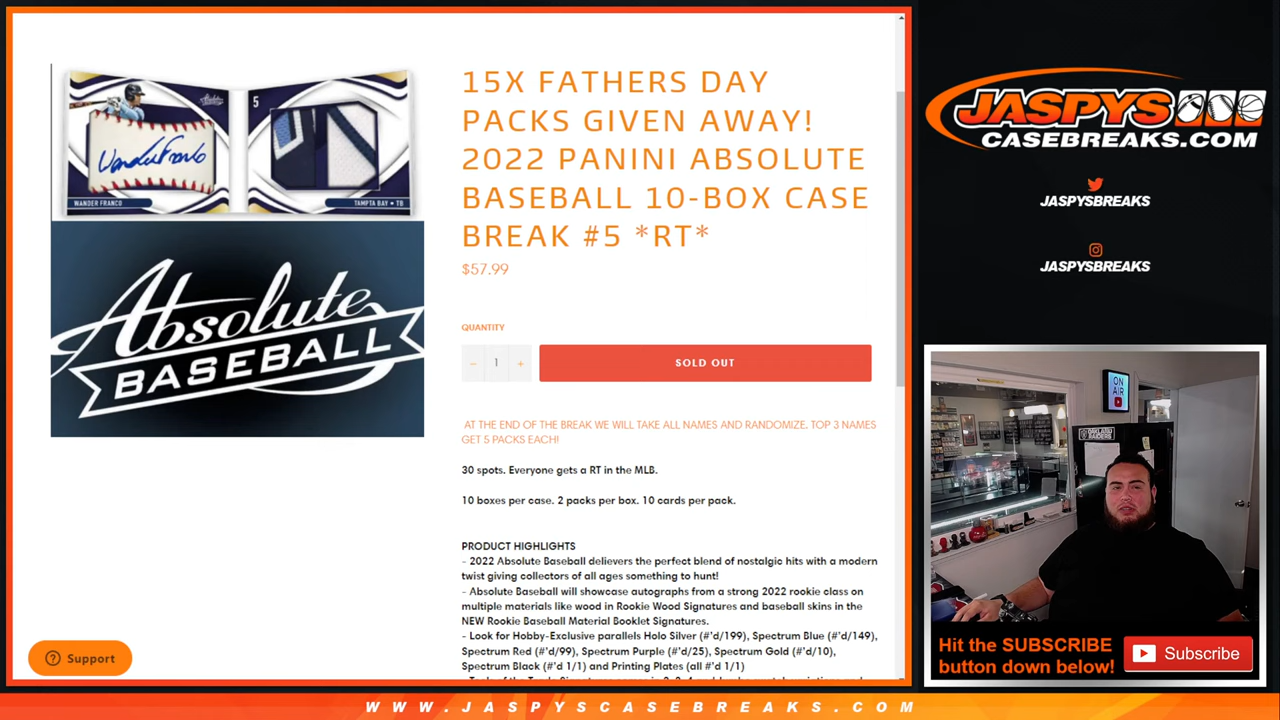 15X FATHERS DAY
PACKS GIVEN AWAY!
2022 PANINI ABSOLUTE
BASEBALL 10-BOX CASE
BREAK #5 *RT*
$57.99
QUANTITY
− 1 +
SOLD OUT
AT THE END OF THE BREAK WE WILL TAKE ALL NAMES AND RANDOMIZE. TOP 3 NAMES
GET 5 PACKS EACH!
30 spots. Everyone gets a RT in the MLB.
10 boxes per case. 2 packs per box. 10 cards per pack.
PRODUCT HIGHLIGHTS
- 2022 Absolute Baseball delievers the perfect blend of nostalgic hits with a modern
twist giving collectors of all ages something to hunt!
- Absolute Baseball will showcase autographs from a strong 2022 rookie class on
multiple materials like wood in Rookie Wood Signatures and baseball skins in the
NEW Rookie Baseball Material Booklet Signatures.
- Look for Hobby-Exclusive parallels Holo Silver (#'d/199), Spectrum Blue (#'d/149),
Spectrum Red (#'d/99), Spectrum Purple (#'d/25), Spectrum Gold (#'d/10),
Spectrum Black (#'d 1/1) and Printing Plates (all #'d 1/1)
Absolute
5
Wander Franco
WANDER FRANCO
TAMPTA BAY • TB
Absolute
BASEBALL
? Support
JASPYS
CASEBREAKS.COM
JASPYSBREAKS
JASPYSBREAKS
ON
AIR
OAKLAND
RAIDERS
Hit the SUBSCRIBE
button down below!
Subscribe
WWW.JASPYSCASEBREAKS.COM